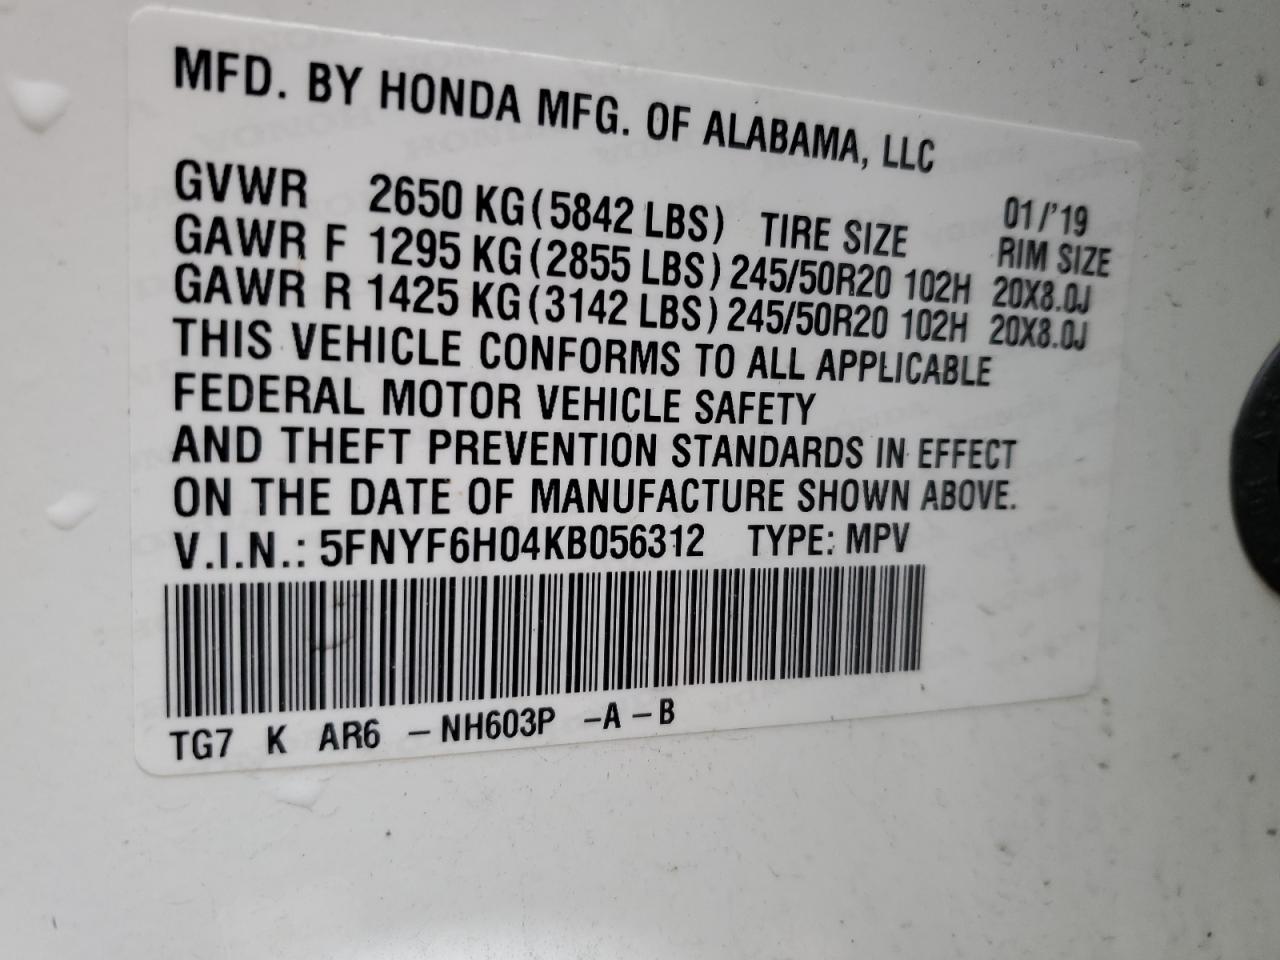 MFD. BY HONDA MFG. OF ALABAMA, LLC
01/'19
GVWR 2650 KG(5842 LBS) TIRE SIZE RIM SIZE
GAWR F 1295 KG(2855 LBS) 245/50R20 102H 20X8.0J
GAWR R 1425 KG(3142 LBS) 245/50R20 102H 20X8.0J
THIS VEHICLE CONFORMS TO ALL APPLICABLE
FEDERAL MOTOR VEHICLE SAFETY
AND THEFT PREVENTION STANDARDS IN EFFECT
ON THE DATE OF MANUFACTURE SHOWN ABOVE.
V.I.N.: 5FNYF6H04KB056312 TYPE: MPV
TG7 K AR6 – NH603P –A – B